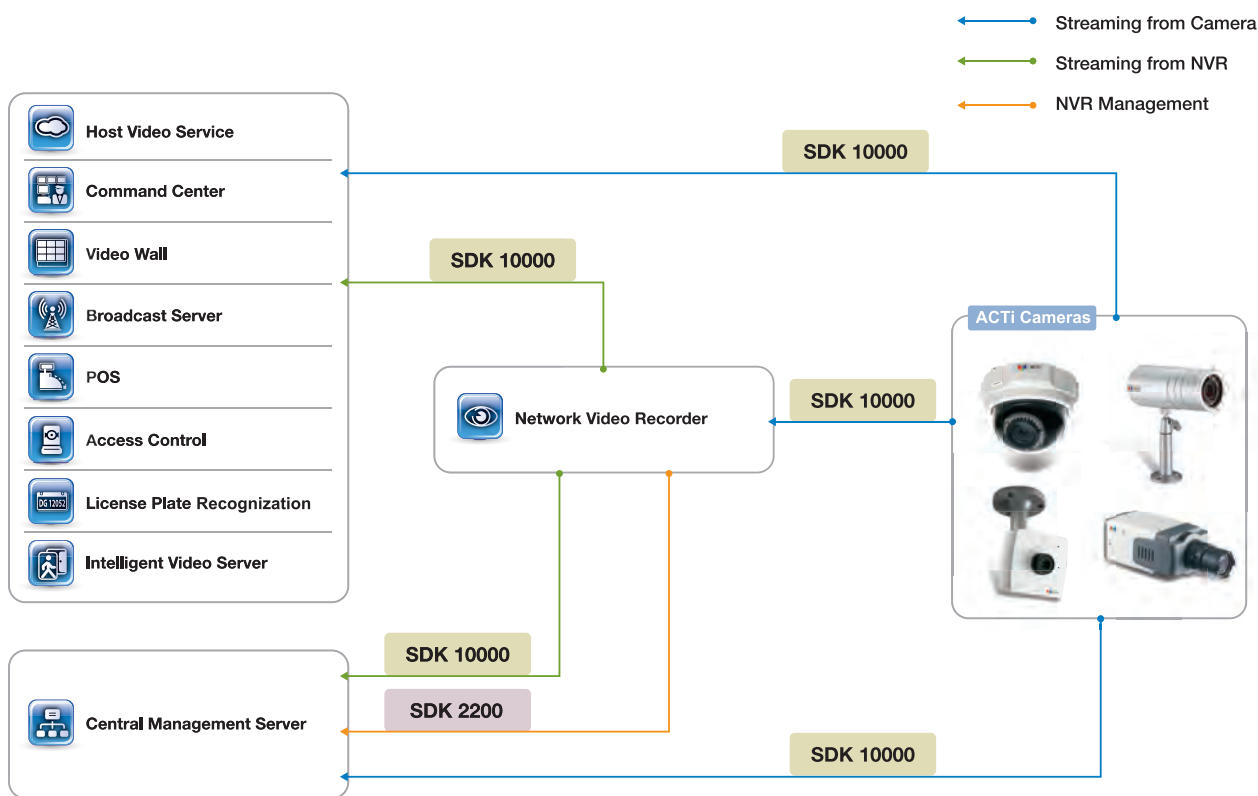 Streaming from Camera
Streaming from NVR
NVR Management
Host Video Service
Command Center
Video Wall
Broadcast Server
POS
Access Control
License Plate Recognization
DG 12052
Intelligent Video Server
SDK 10000
SDK 10000
Network Video Recorder
SDK 10000
ACTi Cameras
Central Management Server
SDK 10000
SDK 2200
SDK 10000